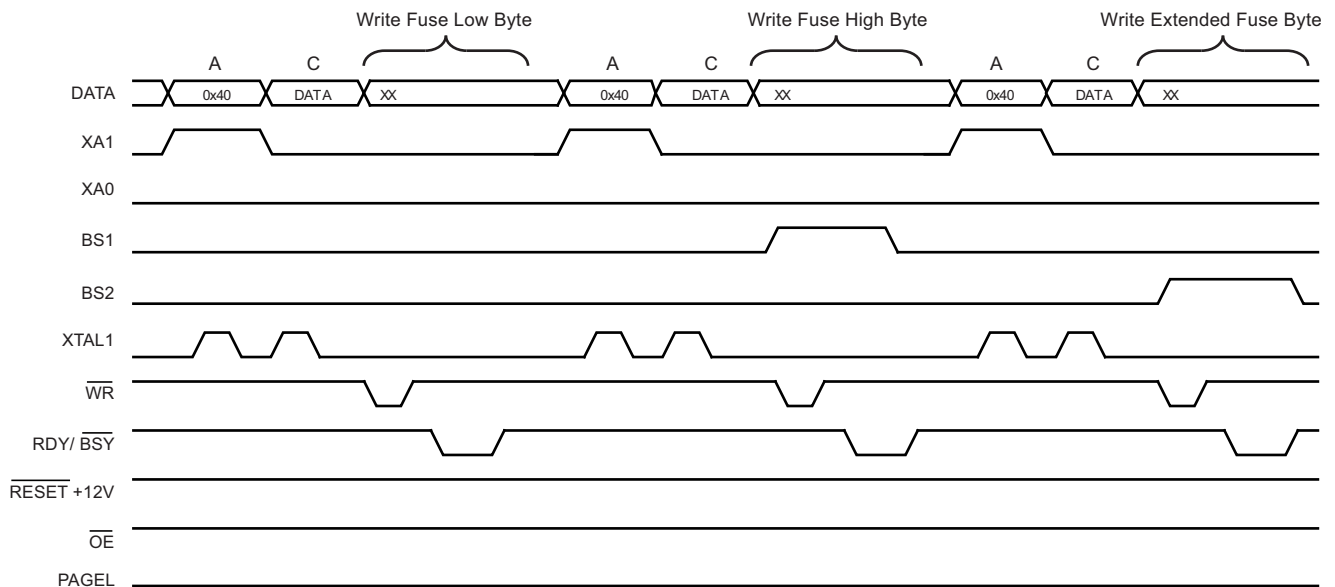 Write Fuse Low Byte Write Fuse High Byte Write Extended Fuse Byte
A C A C A C
DATA 0x40 DATA XX 0x40 DATA XX 0x40 DATA XX
XA1
XA0
BS1
BS2
XTAL1
WR
RDY/ BSY
RESET +12V
OE
PAGEL